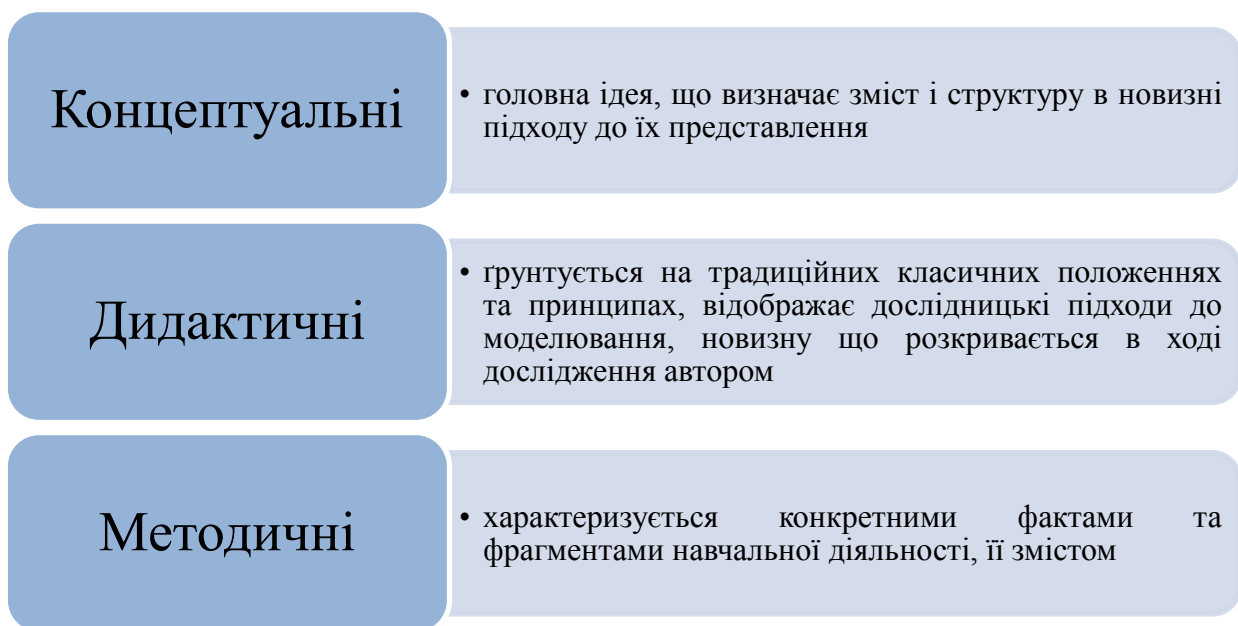 Концептуальні
• головна ідея, що визначає зміст і структуру в новизні
підходу до їх представлення
Дидактичні
• ґрунтується на традиційних класичних положеннях
та принципах, відображає дослідницькі підходи до
моделювання, новизну що розкривається в ході
дослідження автором
Методичні
• характеризується конкретними фактами та
фрагментами навчальної діяльності, її змістом